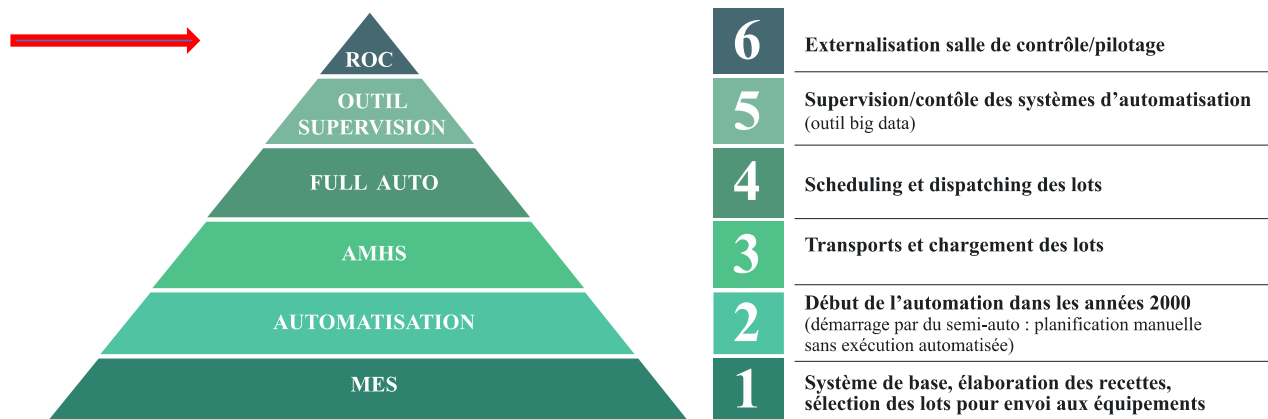 ROC
6
Externalisation salle de contrôle/pilotage
OUTIL
SUPERVISION
5
Supervision/contôle des systèmes d'automatisation
(outil big data)
FULL AUTO
4
Scheduling et dispatching des lots
AMHS
3
Transports et chargement des lots
AUTOMATISATION
2
Début de l'automation dans les années 2000
(démarrage par du semi-auto : planification manuelle
sans exécution automatisée)
MES
1
Système de base, élaboration des recettes,
sélection des lots pour envoi aux équipements